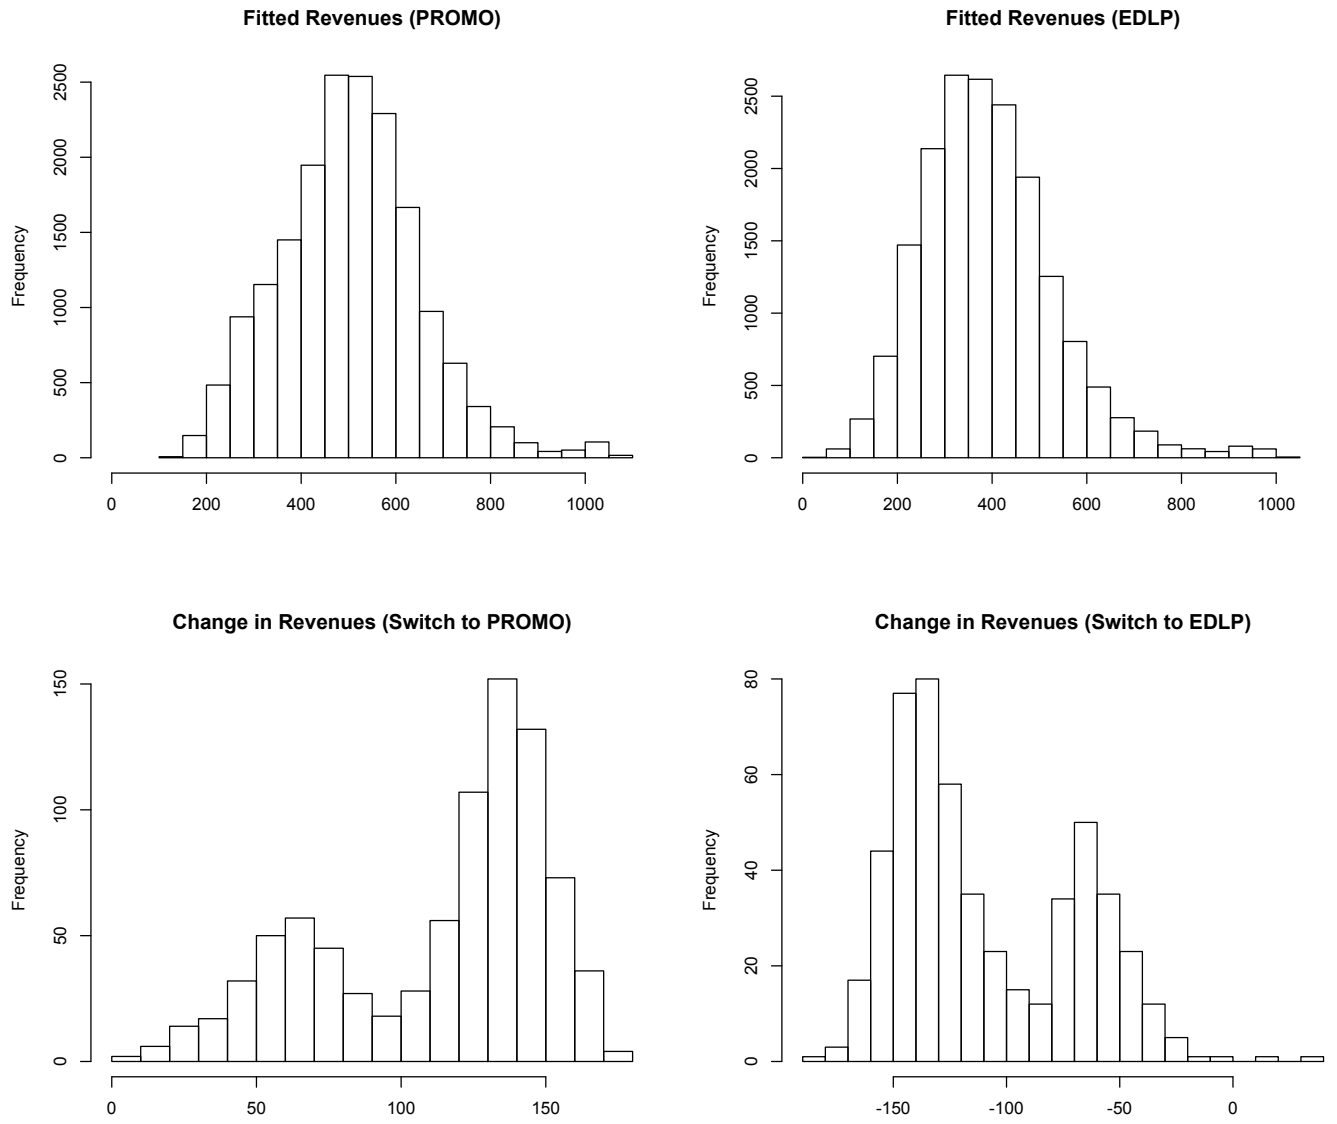 Fitted Revenues (PROMO)
Frequency
2500
2000
1500
1000
500
0
0 200 400 600 800 1000
Fitted Revenues (EDLP)
Frequency
2500
2000
1500
1000
500
0
0 200 400 600 800 1000
Change in Revenues (Switch to PROMO)
Frequency
150
100
50
0
0 50 100 150
Change in Revenues (Switch to EDLP)
Frequency
80
60
40
20
0
-150 -100 -50 0